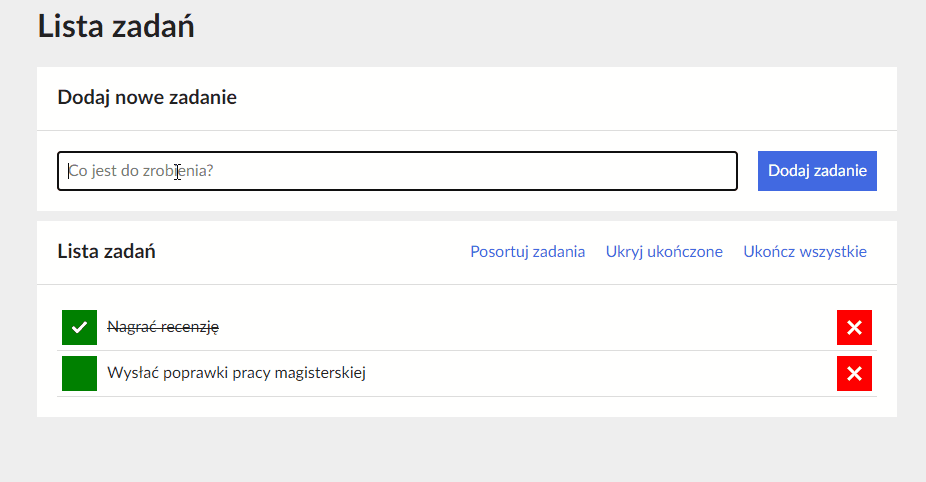 Lista zadań
Dodaj nowe zadanie
Co jest do zrobienia?
Dodaj zadanie
Lista zadań
Posortuj zadania
Ukryj ukończone
Ukończ wszystkie
Nagrać recenzję
Wysłać poprawki pracy magisterskiej